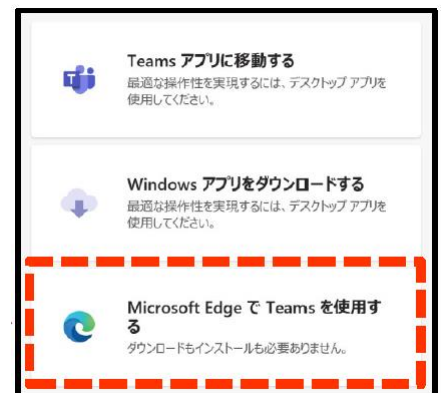 Teams アプリに移動する
最適な操作性を実現するには、デスクトップ アプリを
使用してください。
Windows アプリをダウンロードする
最適な操作性を実現するには、デスクトップ アプリを
使用してください。
Microsoft Edge で Teams を使用す
る
ダウンロードもインストールも必要ありません。